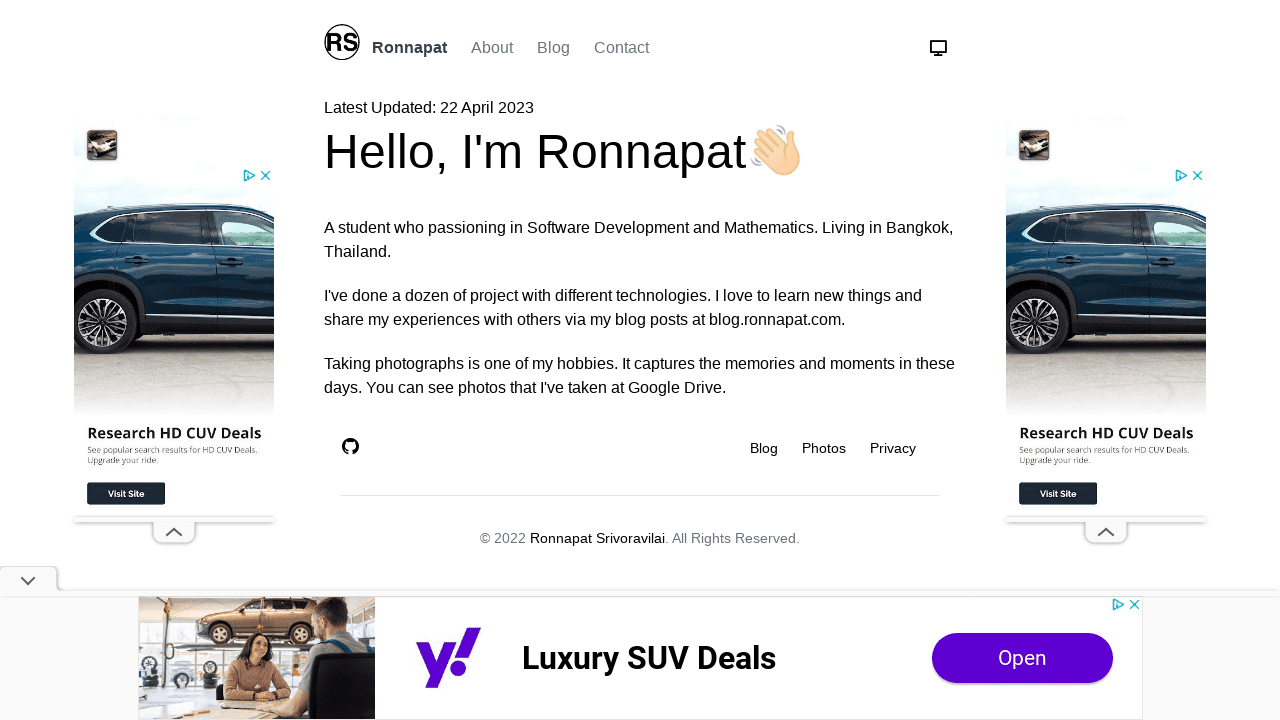 RS Ronnapat About Blog Contact
Latest Updated: 22 April 2023
Hello, I'm Ronnapat👋🏼
A student who passioning in Software Development and Mathematics. Living in Bangkok,
Thailand.
I've done a dozen of project with different technologies. I love to learn new things and
share my experiences with others via my blog posts at blog.ronnapat.com.
Taking photographs is one of my hobbies. It captures the memories and moments in these
days. You can see photos that I've taken at Google Drive.
Blog Photos Privacy
© 2022 Ronnapat Srivoravilai. All Rights Reserved.
Research HD CUV Deals
See popular search results for HD CUV Deals.
Upgrade your ride.
Visit Site
Research HD CUV Deals
See popular search results for HD CUV Deals.
Upgrade your ride.
Visit Site
y! Luxury SUV Deals Open